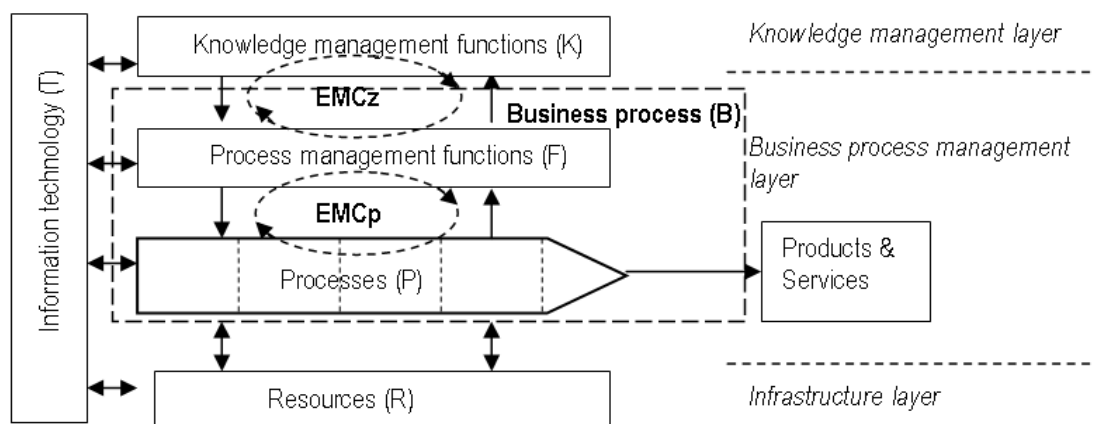 Knowledge management functions (K)
Knowledge management layer
EMCz
Business process (B)
Information technology (T)
Process management functions (F)
Business process management
layer
EMCp
Processes (P)
Products &
Services
Resources (R)
Infrastructure layer